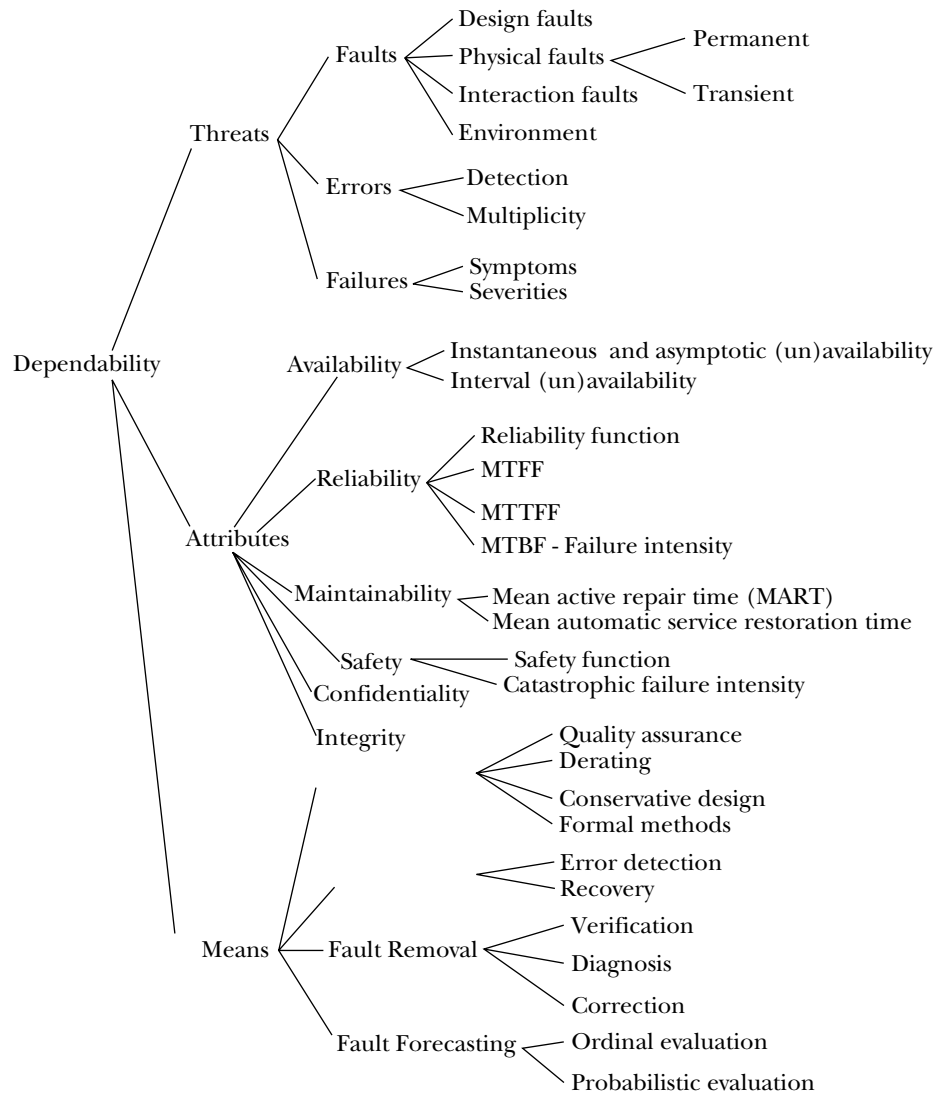 Dependability
Threats
Faults
Design faults
Physical faults
Permanent
Transient
Interaction faults
Environment
Errors
Detection
Multiplicity
Failures
Symptoms
Severities
Attributes
Availability
Instantaneous and asymptotic (un)availability
Interval (un)availability
Reliability
Reliability function
MTFF
MTTFF
MTBF - Failure intensity
Maintainability
Mean active repair time (MART)
Mean automatic service restoration time
Safety
Safety function
Catastrophic failure intensity
Confidentiality
Integrity
Means
Quality assurance
Derating
Conservative design
Formal methods
Error detection
Recovery
Fault Removal
Verification
Diagnosis
Correction
Fault Forecasting
Ordinal evaluation
Probabilistic evaluation